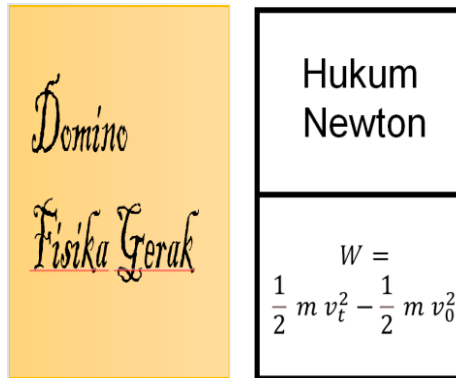 Domino
Fisika Gerak
Hukum
Newton
W =
1/2 m v_t^2 − 1/2 m v_0^2